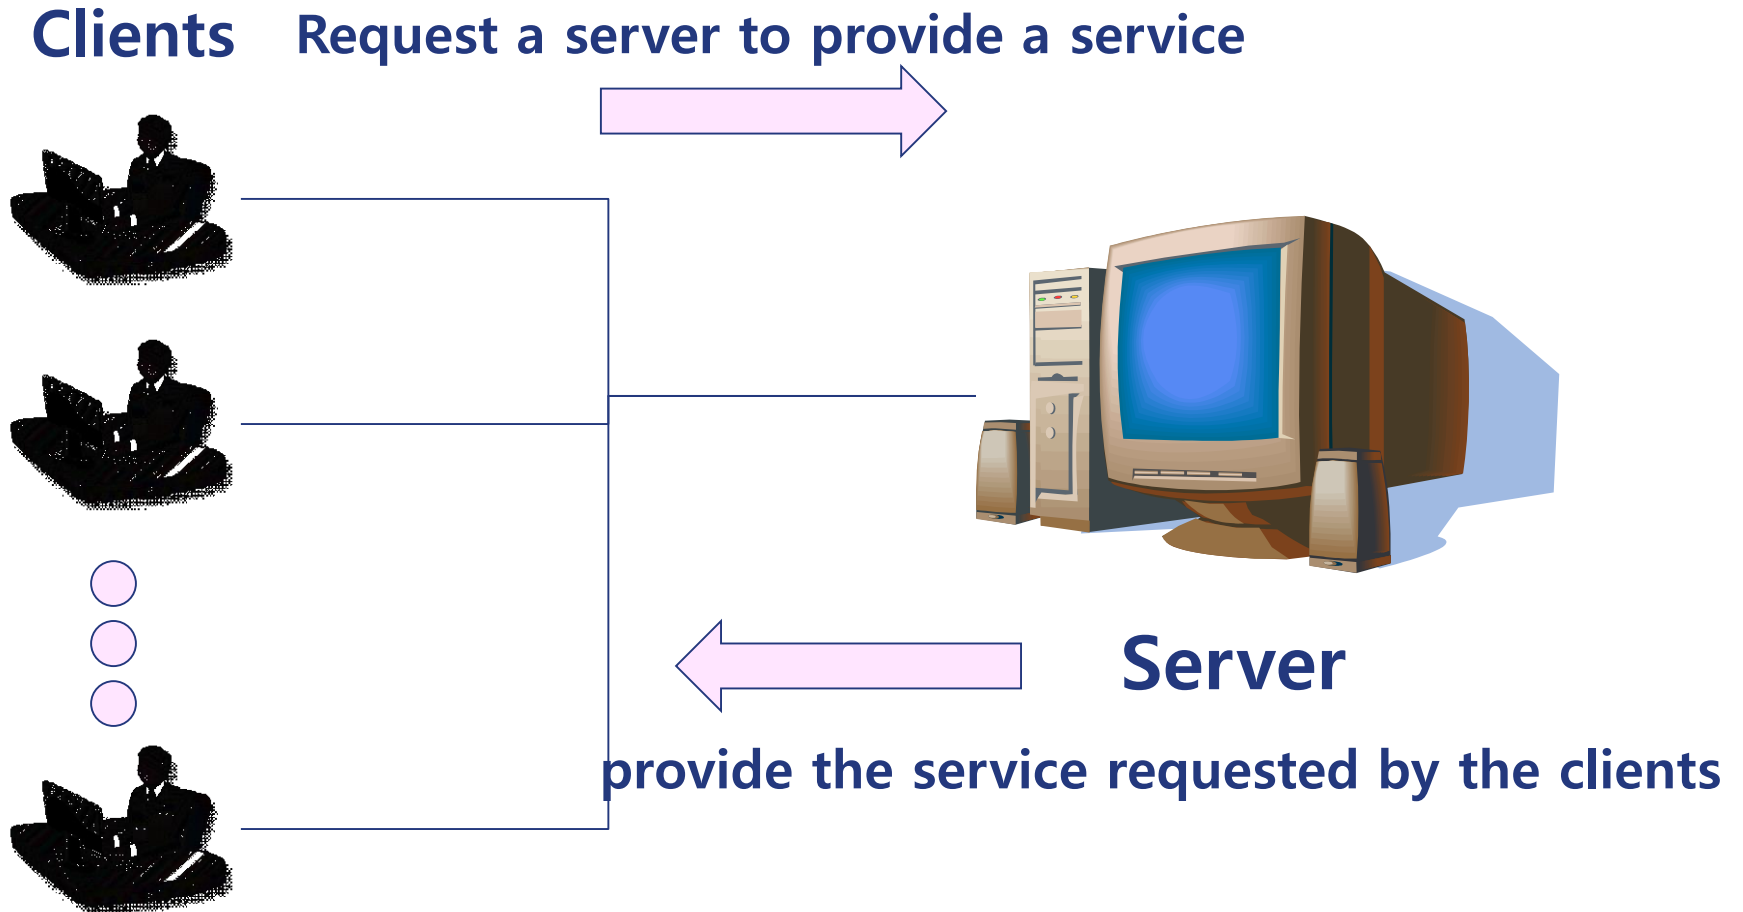 Clients
Request a server to provide a service
Server
provide the service requested by the clients